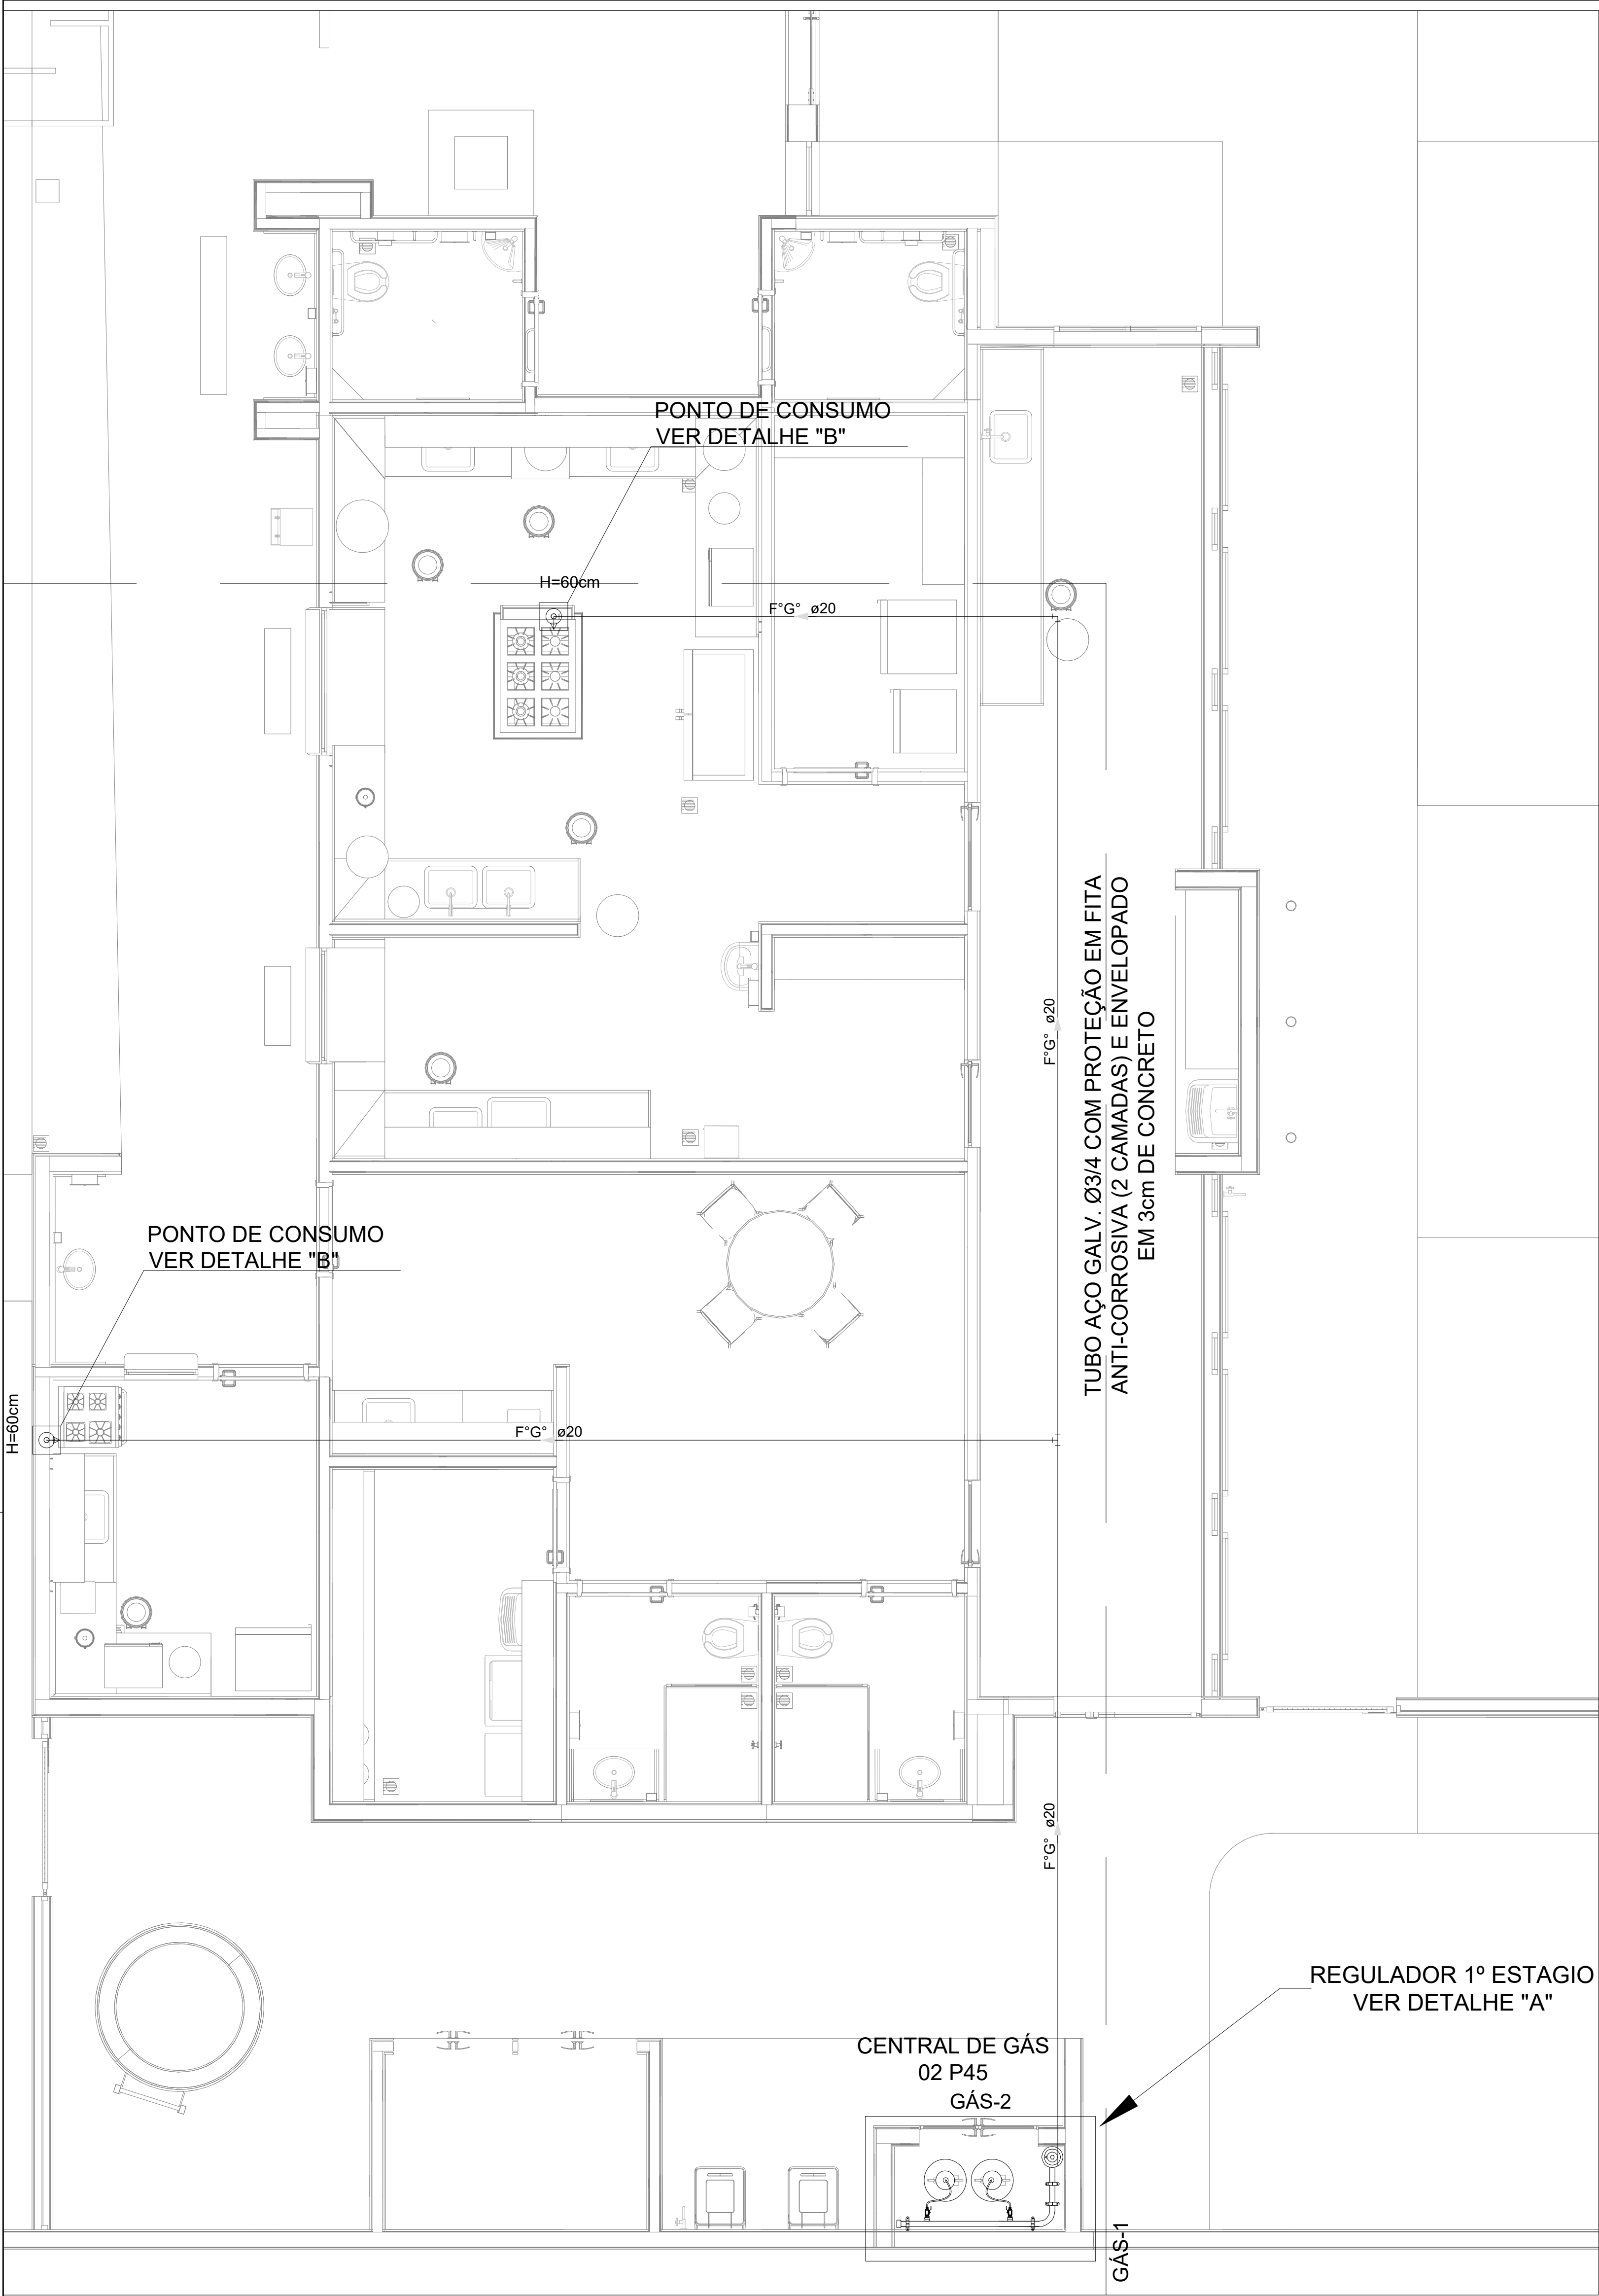 PONTO DE CONSUMO
VER DETALHE "B"
H=60cm
F°G° ø20
F°G° ø20
TUBO AÇO GALV. Ø3/4 COM PROTEÇÃO EM FITA
ANTI-CORROSIVA (2 CAMADAS) E ENVELOPADO
EM 3cm DE CONCRETO
PONTO DE CONSUMO
VER DETALHE "B"
H=60cm
F°G° ø20
F°G° ø20
REGULADOR 1º ESTAGIO
VER DETALHE "A"
CENTRAL DE GÁS
02 P45
GÁS-2
GÁS-1